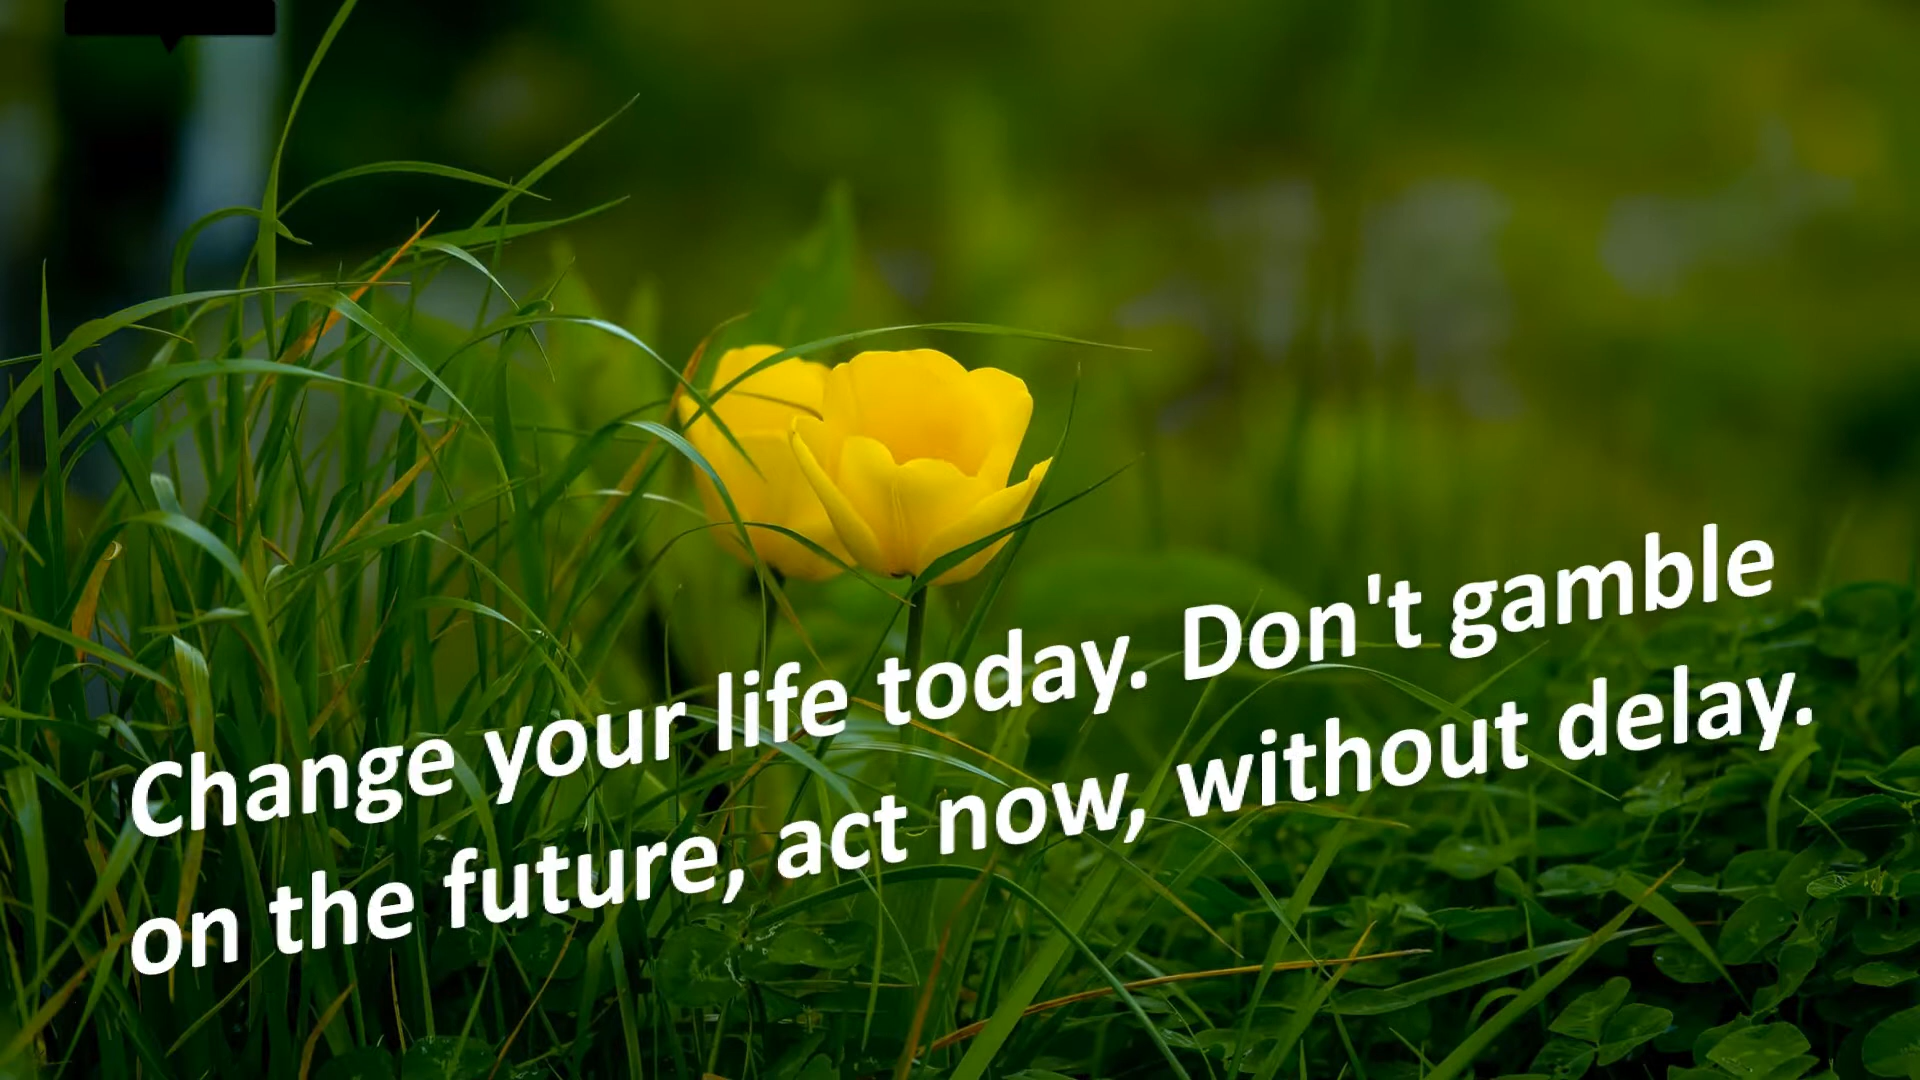 Change your life today. Don't gamble
on the future, act now, without delay.